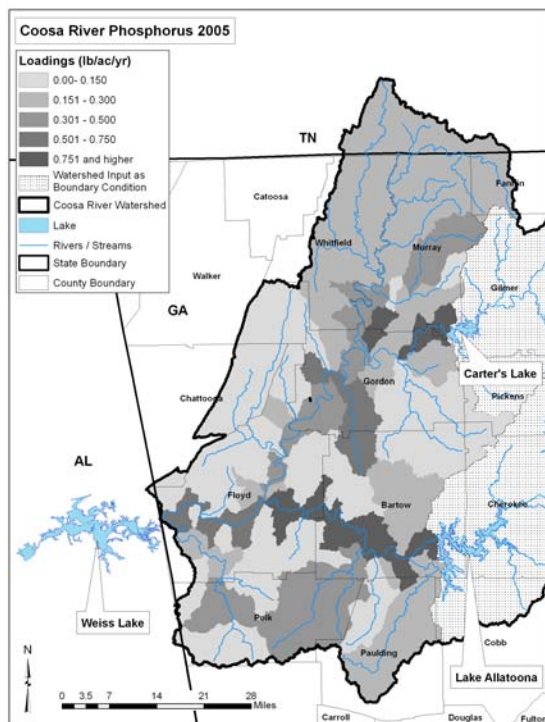 Coosa River Phosphorus 2005
Loadings (lb/ac/yr)
0.00- 0.150
0.151 - 0.300
0.301 - 0.500
0.501 - 0.750
0.751 and higher
Watershed Input as
Boundary Condition
Coosa River Watershed
Lake
Rivers / Streams
State Boundary
County Boundary
TN
Catoosa
Fannin
Whitfield
Murray
Walker
Gilmer
GA
Carter's Lake
Gordon
Chattooga
Pickens
AL
Floyd
Bartow
Cherokee
Weiss Lake
Polk
Lake Allatoona
Cobb
Paulding
N
0 3.5 7 14 21 28
Miles
Carroll
Douglas
Fulton